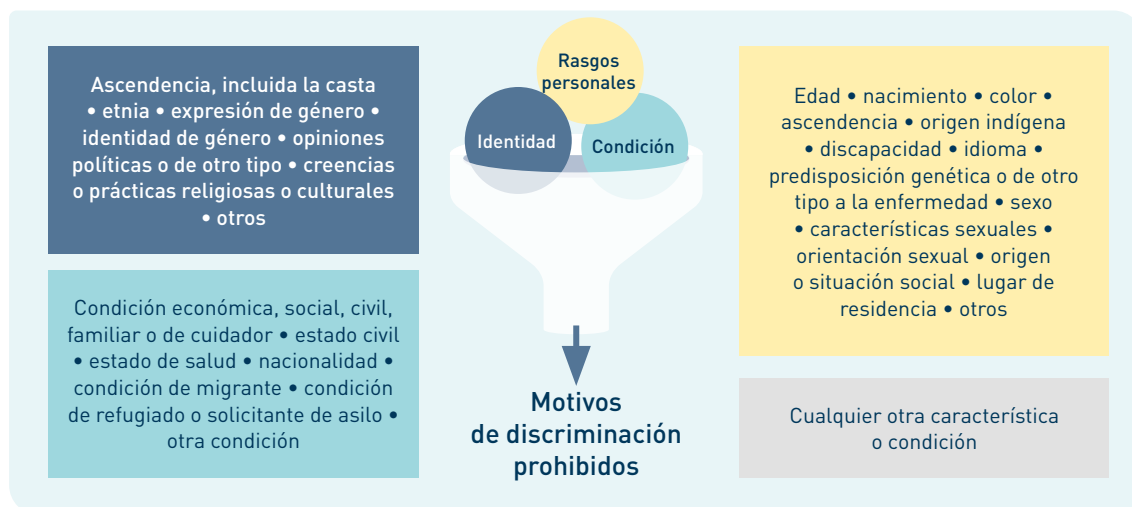 Ascendencia, incluida la casta
• etnia • expresión de género •
identidad de género • opiniones
políticas o de otro tipo • creencias
o prácticas religiosas o culturales
• otros
Condición económica, social, civil,
familiar o de cuidador • estado civil
• estado de salud • nacionalidad •
condición de migrante • condición
de refugiado o solicitante de asilo •
otra condición
Rasgos
personales
Identidad
Condición
Motivos
de discriminación
prohibidos
Edad • nacimiento • color •
ascendencia • origen indígena
• discapacidad • idioma •
predisposición genética o de otro
tipo a la enfermedad • sexo
• características sexuales •
orientación sexual • origen
o situación social • lugar de
residencia • otros
Cualquier otra característica
o condición